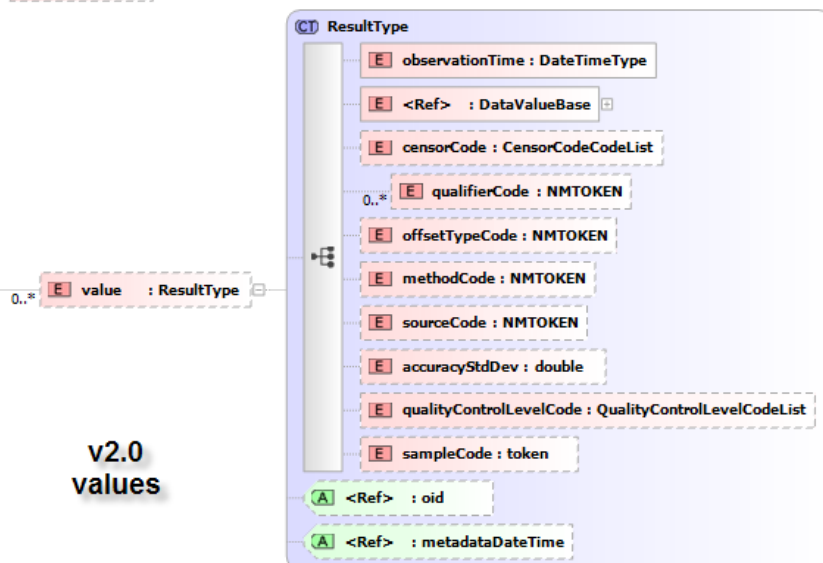 CT ResultType
E observationTime : DateTimeType
E <Ref> : DataValueBase
E censorCode : CensorCodeCodeList
0..* E qualifierCode : NMTOKEN
E offsetTypeCode : NMTOKEN
E methodCode : NMTOKEN
0..* E value : ResultType
E sourceCode : NMTOKEN
E accuracyStdDev : double
E qualityControlLevelCode : QualityControlLevelCodeList
E sampleCode : token
v2.0
values
A <Ref> : oid
A <Ref> : metadataDateTime